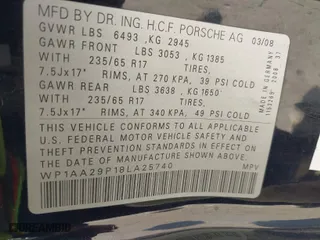 MFD BY DR. ING. H.C.F. PORSCHE AG 03/08
GVWR LBS 6493 , KG 2945
GAWR FRONT LBS 3053 , KG 1385
WITH 235/65 R17 TIRES
7.5Jx17" RIMS, AT 270 KPA, 39 PSI COLD
GAWR REAR LBS 3638 , KG 1650
WITH 235/65 R17 TIRES
7.5Jx17" RIMS, AT 340 KPA, 49 PSI COLD
THIS VEHICLE CONFORMS TO ALL APPLICABLE
U.S. FEDERAL MOTOR VEHICLE SAFETY AND
THEFT PREVENTION STANDARDS IN EFFECT ON
THE DATE OF MANUFACTURE SHOWN ABOVE
WP1AA29P18LA25740 MPV